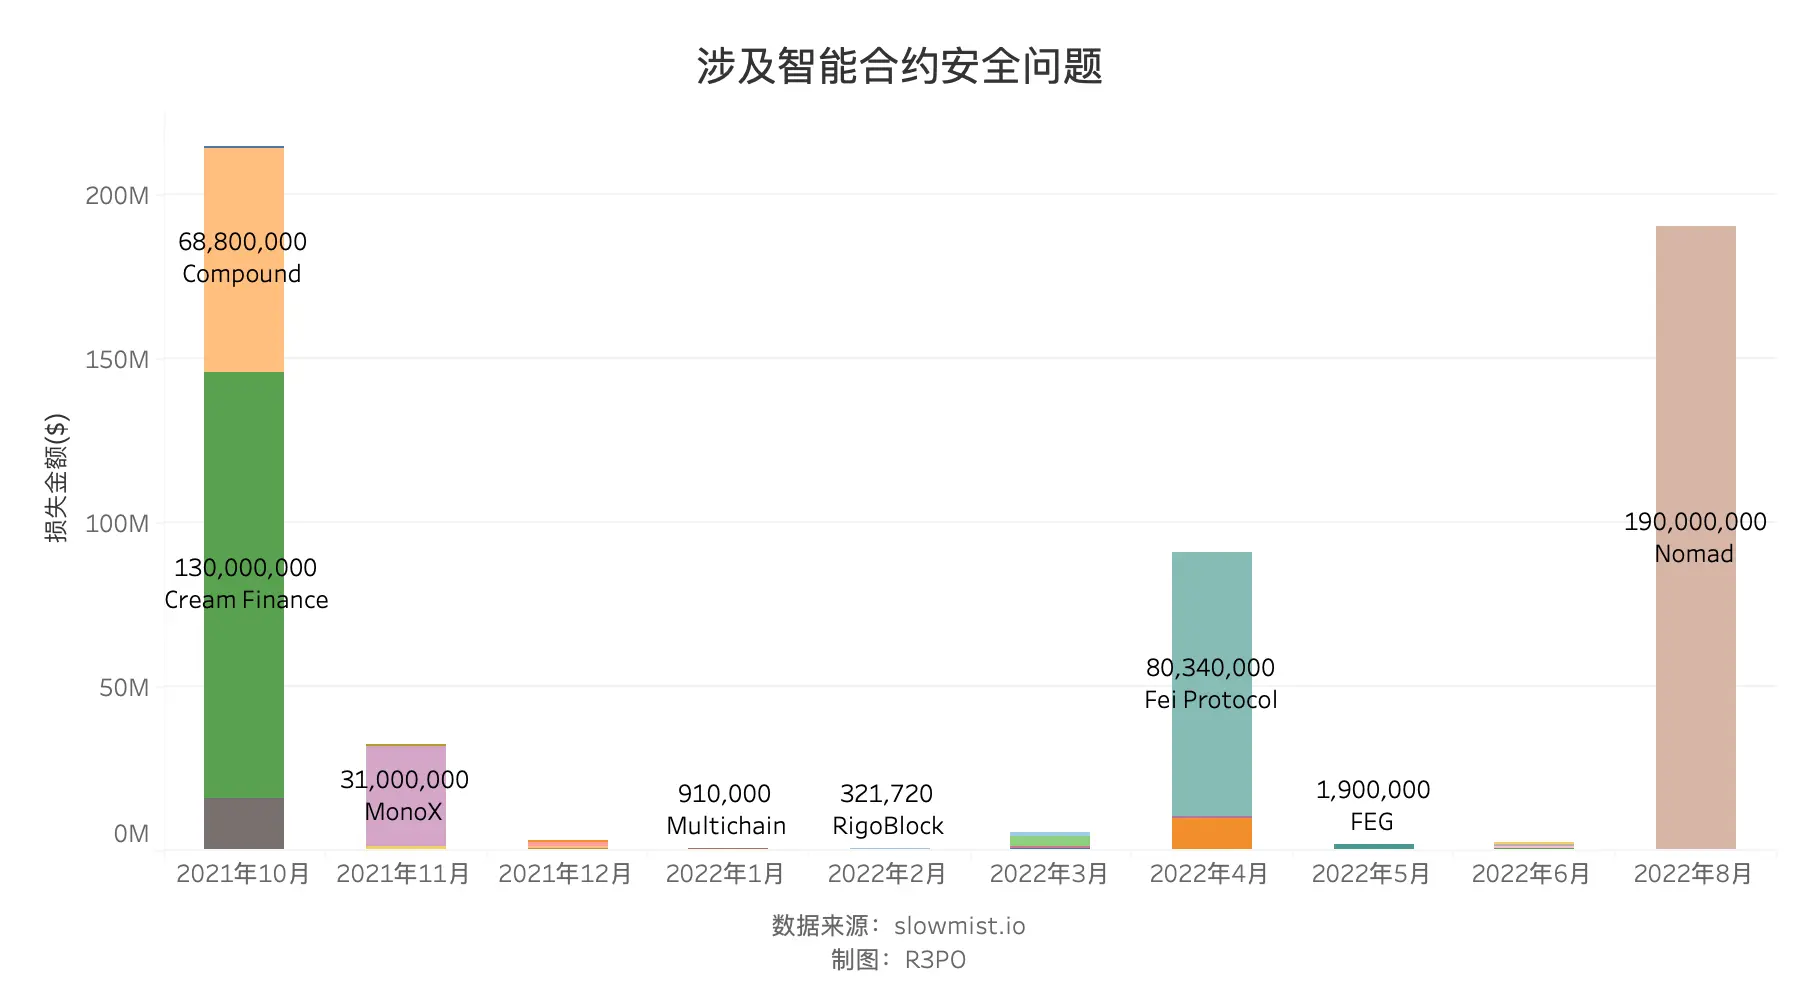 涉及智能合约安全问题
损失金额($)
200M
150M
100M
50M
0M
68,800,000
Compound
130,000,000
Cream Finance
31,000,000
MonoX
910,000
Multichain
321,720
RigoBlock
80,340,000
Fei Protocol
1,900,000
FEG
190,000,000
Nomad
2021年10月
2021年11月
2021年12月
2022年1月
2022年2月
2022年3月
2022年4月
2022年5月
2022年6月
2022年8月
数据来源：slowmist.io
制图：R3PO